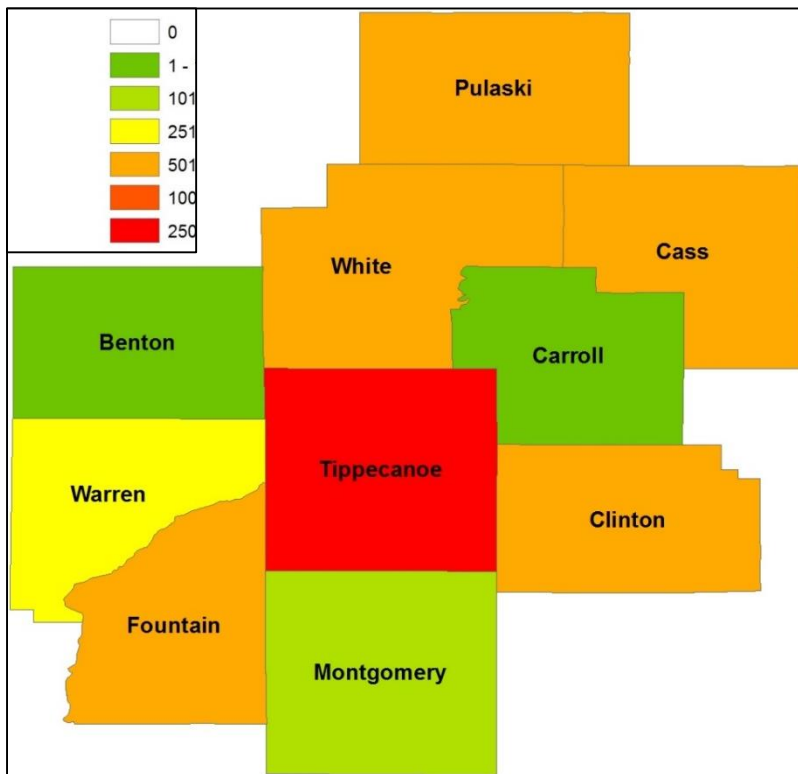 0
1 -
101
251
501
100
250
Pulaski
White
Cass
Benton
Carroll
Tippecanoe
Warren
Clinton
Fountain
Montgomery